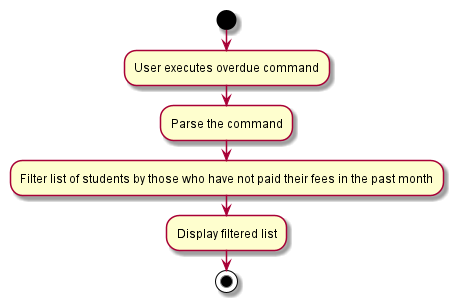 User executes overdue command
Parse the command
Filter list of students by those who have not paid their fees in the past month
Display filtered list